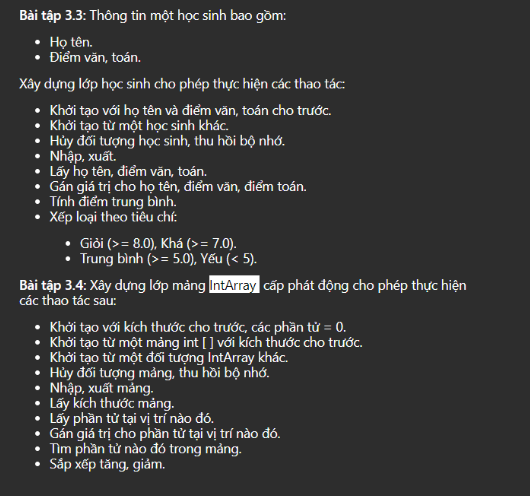 Bài tập 3.3: Thông tin một học sinh bao gồm:
• Họ tên.
• Điểm văn, toán.
Xây dựng lớp học sinh cho phép thực hiện các thao tác:
• Khởi tạo với họ tên và điểm văn, toán cho trước.
• Khởi tạo từ một học sinh khác.
• Hủy đối tượng học sinh, thu hồi bộ nhớ.
• Nhập, xuất.
• Lấy họ tên, điểm văn, toán.
• Gán giá trị cho họ tên, điểm văn, điểm toán.
• Tính điểm trung bình.
• Xếp loại theo tiêu chí:
• Giỏi (>= 8.0), Khá (>= 7.0).
• Trung bình (>= 5.0), Yếu (< 5).
Bài tập 3.4: Xây dựng lớp mảng IntArray cấp phát động cho phép thực hiện
các thao tác sau:
• Khởi tạo với kích thước cho trước, các phần tử = 0.
• Khởi tạo từ một mảng int [ ] với kích thước cho trước.
• Khởi tạo từ một đối tượng IntArray khác.
• Hủy đối tượng mảng, thu hồi bộ nhớ.
• Nhập, xuất mảng.
• Lấy kích thước mảng.
• Lấy phần tử tại vị trí nào đó.
• Gán giá trị cho phần tử tại vị trí nào đó.
• Tìm phần tử nào đó trong mảng.
• Sắp xếp tăng, giảm.